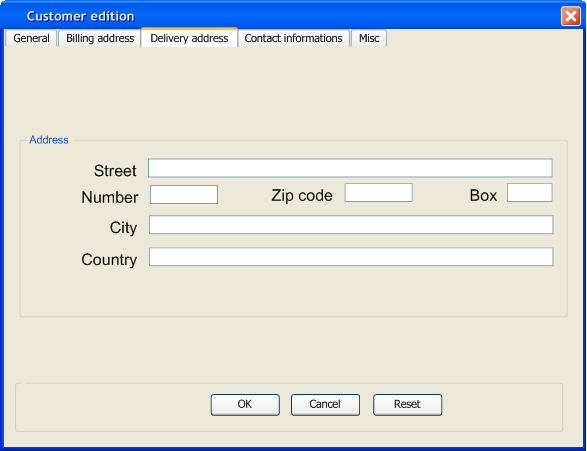 Customer edition
General Billing address Delivery address Contact informations Misc
Address
Street
Number Zip code Box
City
Country
OK Cancel Reset